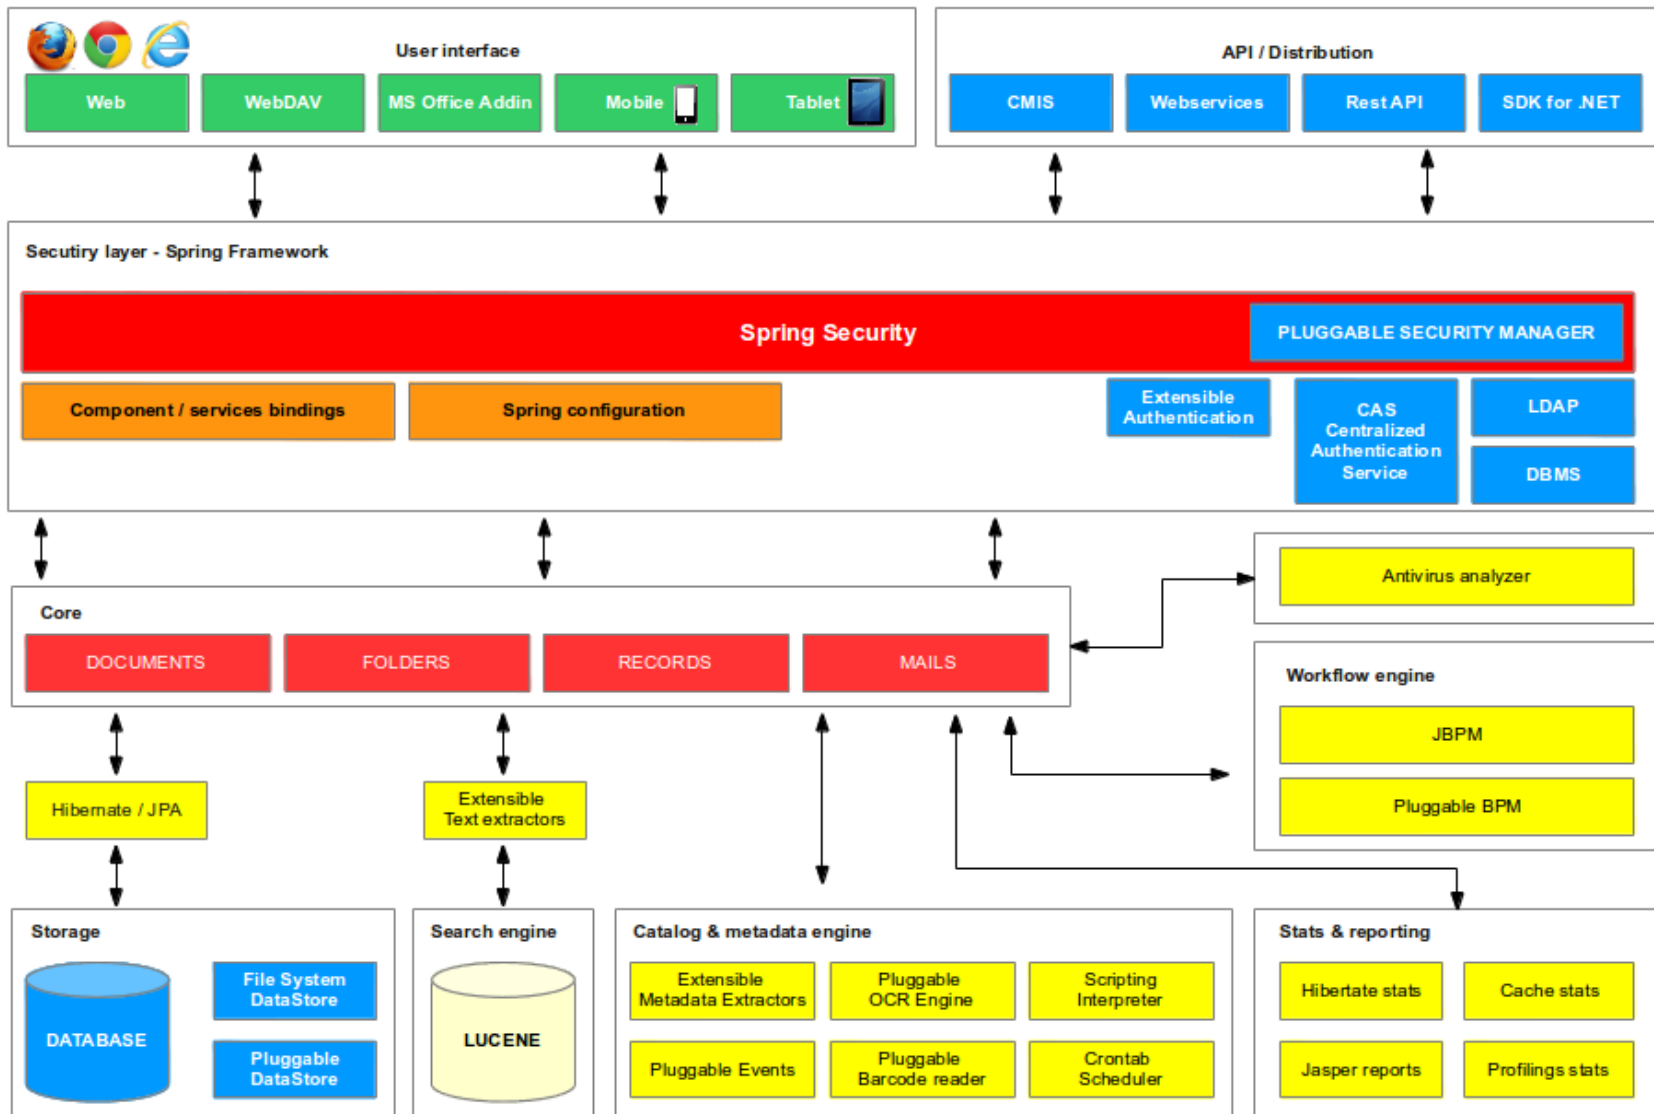 User interface
Web
WebDAV
MS Office Addin
Mobile
Tablet
API / Distribution
CMIS
Webservices
Rest API
SDK for .NET
Secutiry layer - Spring Framework
Spring Security
PLUGGABLE SECURITY MANAGER
Component / services bindings
Spring configuration
Extensible
Authentication
CAS
Centralized
Authentication
Service
LDAP
DBMS
Core
DOCUMENTS
FOLDERS
RECORDS
MAILS
Antivirus analyzer
Workflow engine
JBPM
Pluggable BPM
Hibernate / JPA
Extensible
Text extractors
Storage
DATABASE
File System
DataStore
Pluggable
DataStore
Search engine
LUCENE
Catalog & metadata engine
Extensible
Metadata Extractors
Pluggable
OCR Engine
Scripting
Interpreter
Pluggable Events
Pluggable
Barcode reader
Crontab
Scheduler
Stats & reporting
Hibertate stats
Cache stats
Jasper reports
Profilings stats